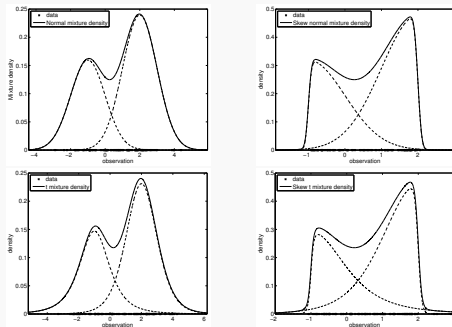 0.25
0.2
0.15
0.1
0.05
0
Mixture density
data
Normal mixture density
-4 -2 0 2 4
observation
0.5
0.4
0.3
0.2
0.1
0
density
data
Skew normal mixture density
-1 0 1 2
observation
0.25
0.2
0.15
0.1
0.05
0
density
data
t mixture density
-4 -2 0 2 4 6
observation
0.5
0.4
0.3
0.2
0.1
0
density
data
Skew t mixture density
-2 -1 0 1 2 3
observation